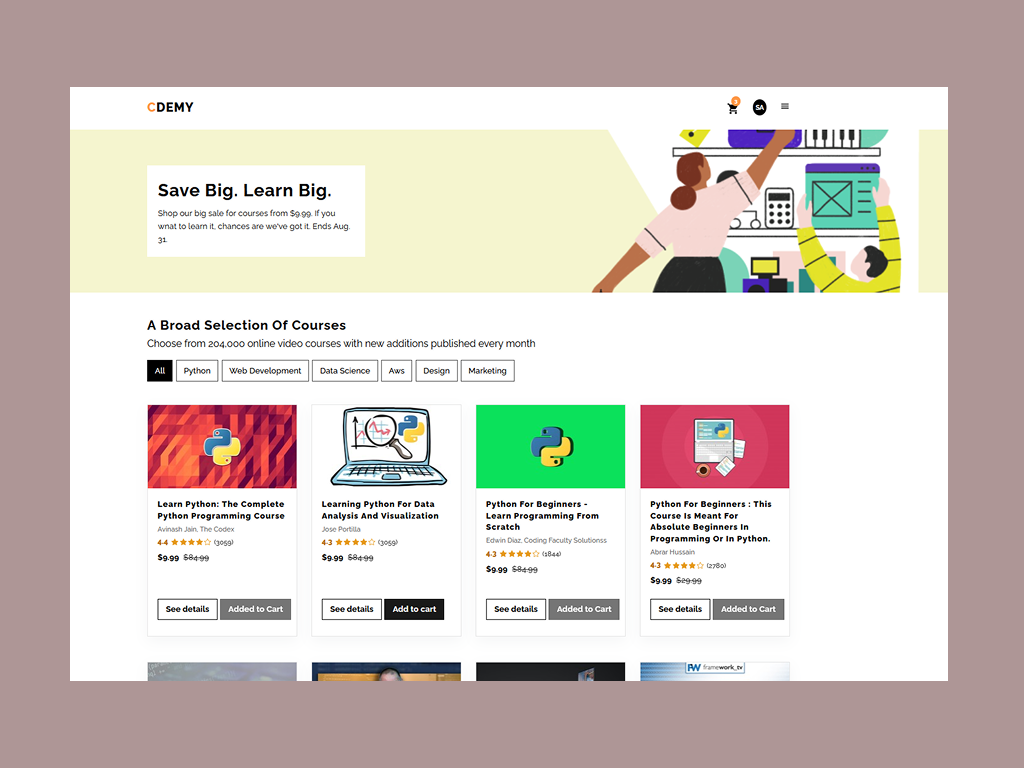 CDEMY
3
SA
Save Big. Learn Big.
Shop our big sale for courses from $9.99. If you
wnat to learn it, chances are we've got it. Ends Aug.
31.
A Broad Selection Of Courses
Choose from 204,000 online video courses with new additions published every month
All Python Web Development Data Science Aws Design Marketing
Learn Python: The Complete
Python Programming Course
Avinash Jain, The Codex
4.4 (3059)
$9.99 $84.99
See details Added to Cart
Learning Python For Data
Analysis And Visualization
Jose Portilla
4.3 (3059)
$9.99 $84.99
See details Add to cart
Python For Beginners -
Learn Programming From
Scratch
Edwin Diaz, Coding Faculty Solutionss
4.3 (1844)
$9.99 $84.99
See details Added to Cart
Python For Beginners : This
Course Is Meant For
Absolute Beginners In
Programming Or In Python.
Abrar Hussain
4.3 (2780)
$9.99 $29.99
See details Added to Cart
FW framework_tv